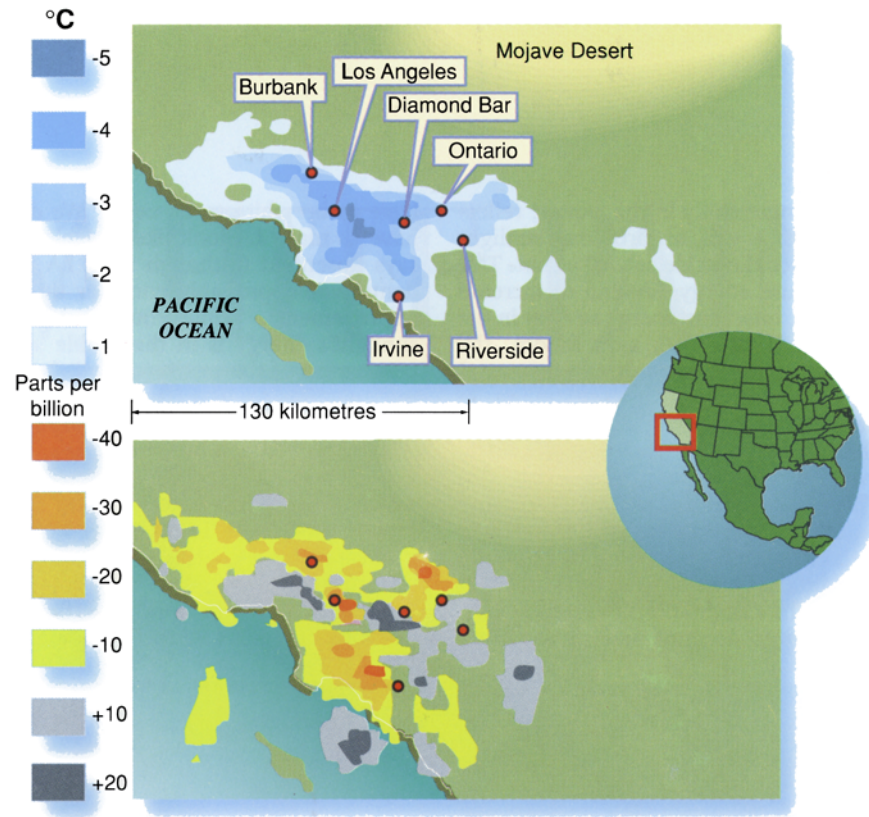 °C
-5
-4
-3
-2
-1
Mojave Desert
Los Angeles
Burbank
Diamond Bar
Ontario
PACIFIC
OCEAN
Irvine
Riverside
130 kilometres
Parts per
billion
-40
-30
-20
-10
+10
+20